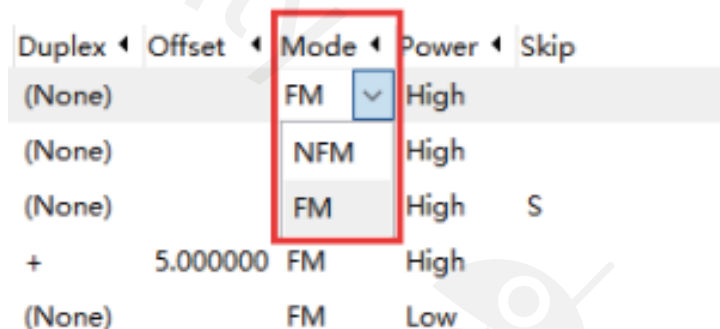 Duplex Offset Mode Power Skip
(None) FM High
(None) NFM High
(None) FM High S
+ 5.000000 FM High
(None) FM Low